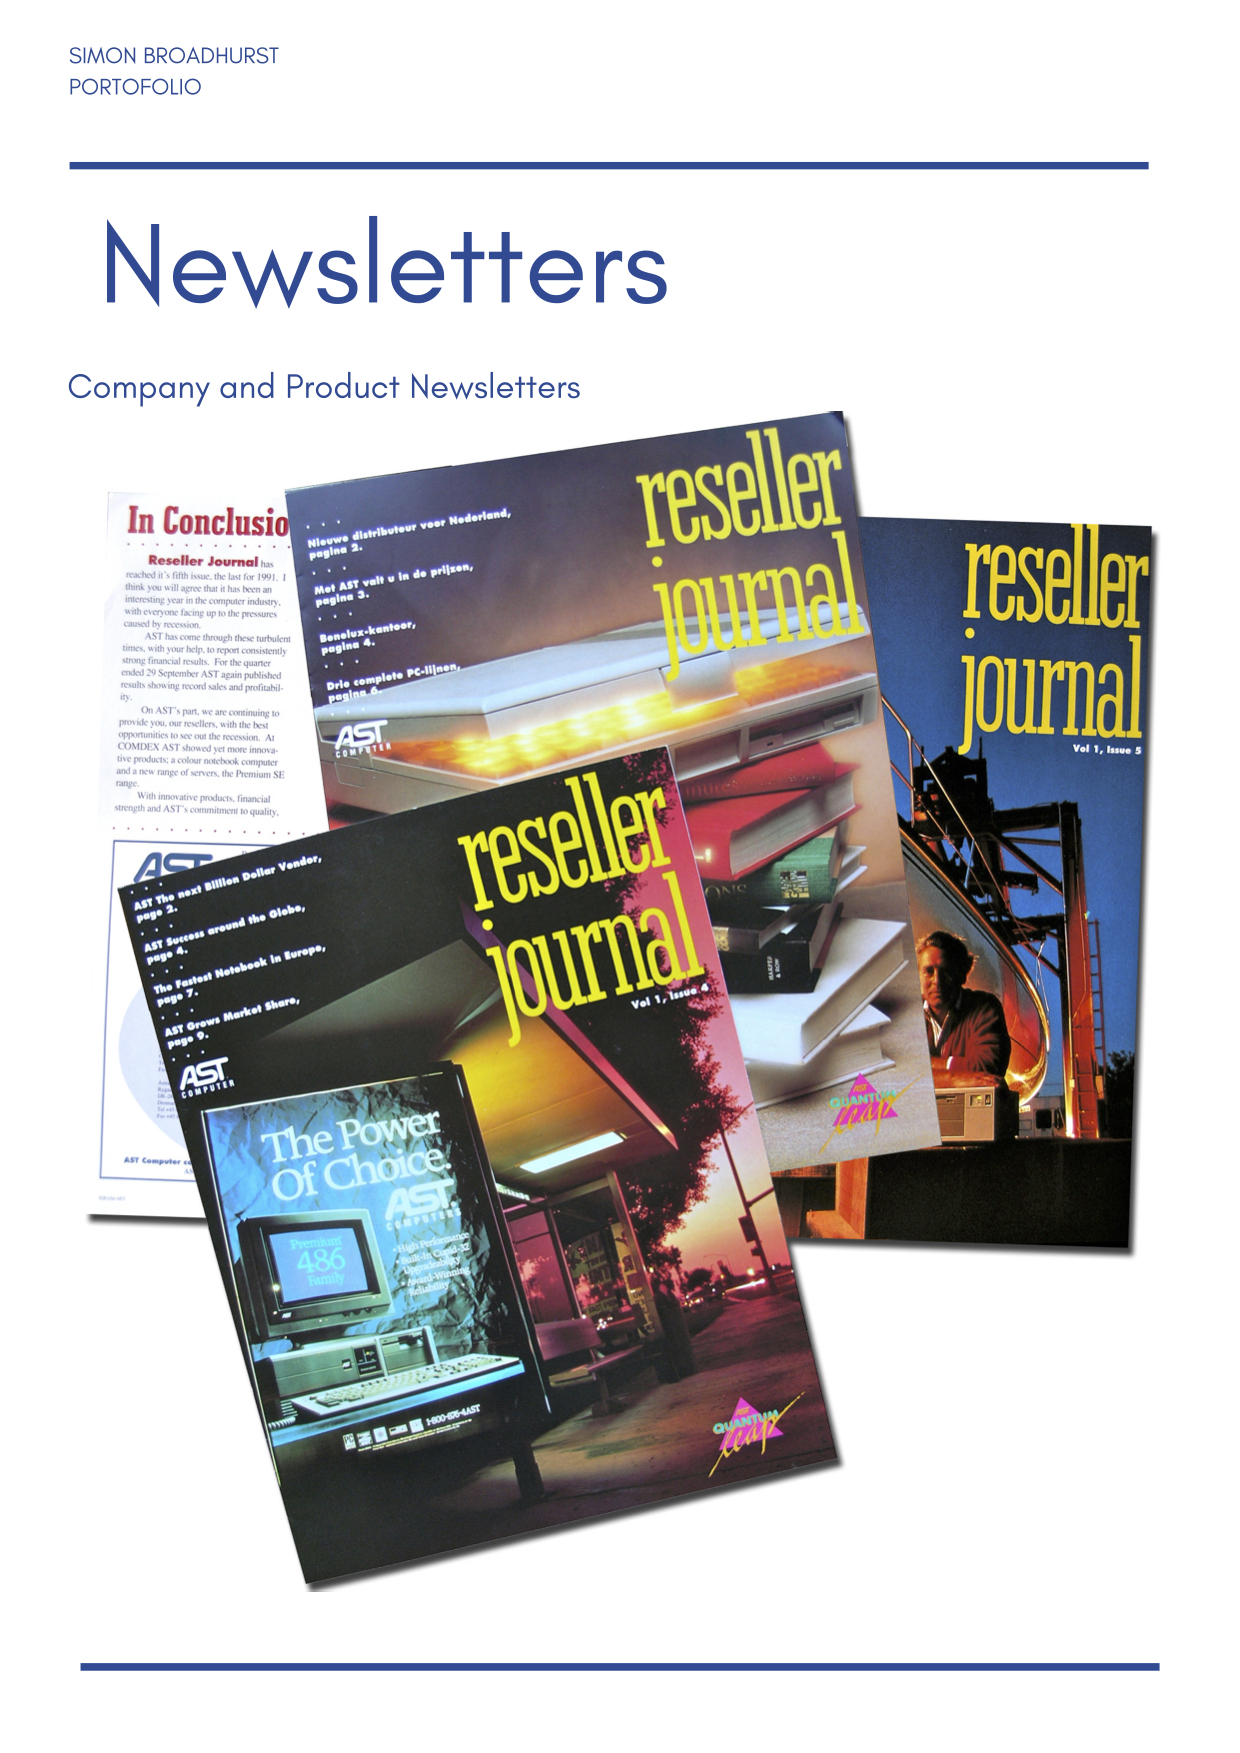 SIMON BROADHURST
PORTOFOLIO
Newsletters
Company and Product Newsletters
In Conclusio
Reseller Journal has
reached it's fifth issue, the last for 1991. I
think you will agree that it has been an
interesting year in the computer industry,
with everyone facing up to the pressures
caused by recession.
AST has come through these turbulent
times, with your help, to report consistently
strong financial results. For the quarter
ended 29 September AST again published
results showing record sales and profitabil-
ity.
On AST's part, we are continuing to
provide you, our resellers, with the best
opportunities to see out the recession. At
COMDEX AST showed yet more innova-
tive products; a colour notebook computer
and a new range of servers, the Premium SE
range.
With innovative products, financial
strength and AST's commitment to quality,
AST
AST Computer
reseller
journal
Nieuwe distributeur voor Nederland,
pagina 2.
Met AST valt u in de prijzen,
pagina 3.
Benelux-kantoor,
pagina 4.
Drie complete PC-lijnen,
pagina 6.
AST
COMPUTER
HARPER
& ROW
AST
QUANTUM
leap
reseller
journal
Vol 1, Issue 5
reseller
journal
Vol 1, Issue 4
AST The next Billion Dollar Vendor,
page 2.
AST Success around the Globe,
page 4.
The Fastest Notebook in Europe,
page 7.
AST Grows Market Share,
page 9.
AST
COMPUTER
The Power
Of Choice.
AST
COMPUTERS
• High Performance
• Built-In Cupid-32
Upgradeability
• Award-Winning
Reliability
Premium
486
Family
1-800-876-4AST
AST
QUANTUM
leap